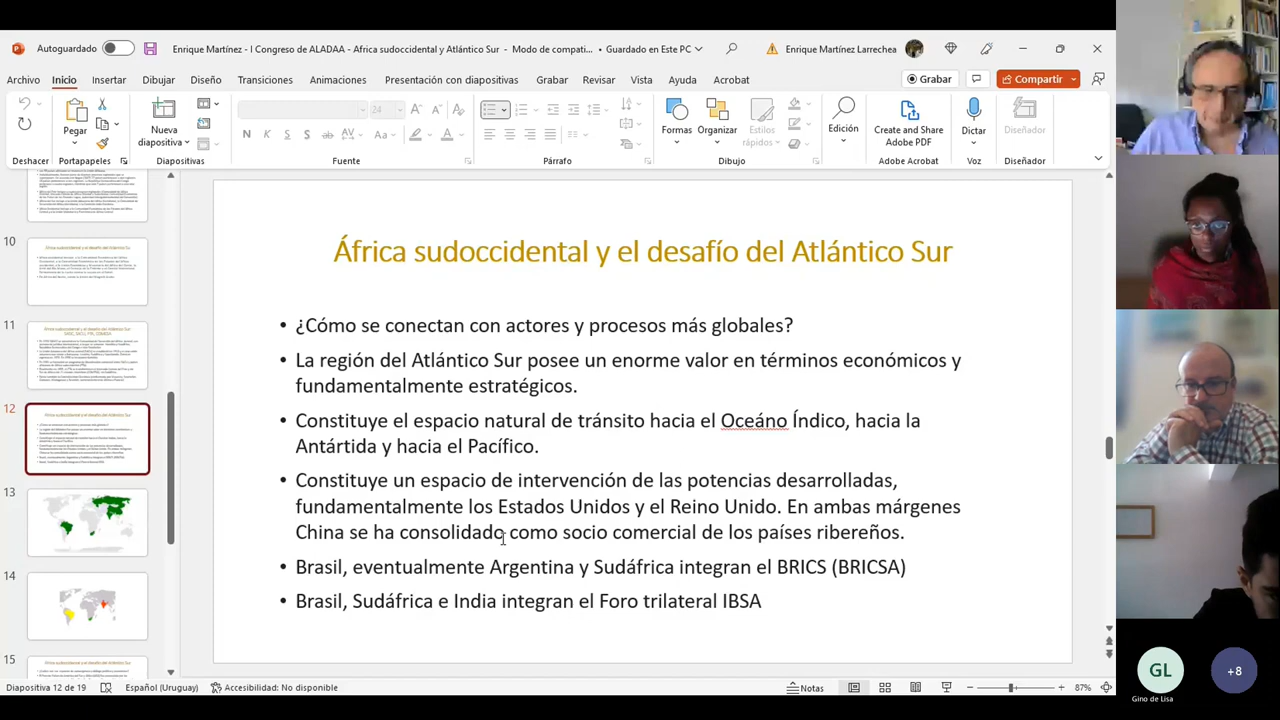 Autoguardado
Enrique Martínez - I Congreso de ALADAA - Africa sudoccidental y Atlántico Sur - Modo de compati... • Guardado en Este PC
Enrique Martínez Larrechea
Archivo Inicio Insertar Dibujar Diseño Transiciones Animaciones Presentación con diapositivas Grabar Revisar Vista Ayuda Acrobat
Grabar
Compartir
24
Pegar
Nueva
diapositiva
N K S S ab AV Aa A
Formas
Organizar
Estilos
rápidos
Edición
Create and Share
Adobe PDF
Dictar
Diseñador
Deshacer Portapapeles Diapositivas Fuente Párrafo Dibujo Adobe Acrobat Voz Diseñador
10
11
12
13
14
15
África sudoccidental y el desafío del Atlántico Sur
• ¿Cómo se conectan con actores y procesos más globales?
• La región del Atlántico Sur posee un enorme valor en términos económicos y
fundamentalmente estratégicos.
• Constituye el espacio natural de tránsito hacia el Oceáno Índico, hacia la
Antártida y hacia el Pacífico.
• Constituye un espacio de intervención de las potencias desarrolladas,
fundamentalmente los Estados Unidos y el Reino Unido. En ambas márgenes
China se ha consolidado como socio comercial de los países ribereños.
• Brasil, eventualmente Argentina y Sudáfrica integran el BRICS (BRICSA)
• Brasil, Sudáfrica e India integran el Foro trilateral IBSA
Diapositiva 12 de 19
Español (Uruguay)
Accesibilidad: No disponible
Notas
87%
GL
Gino de Lisa
+8